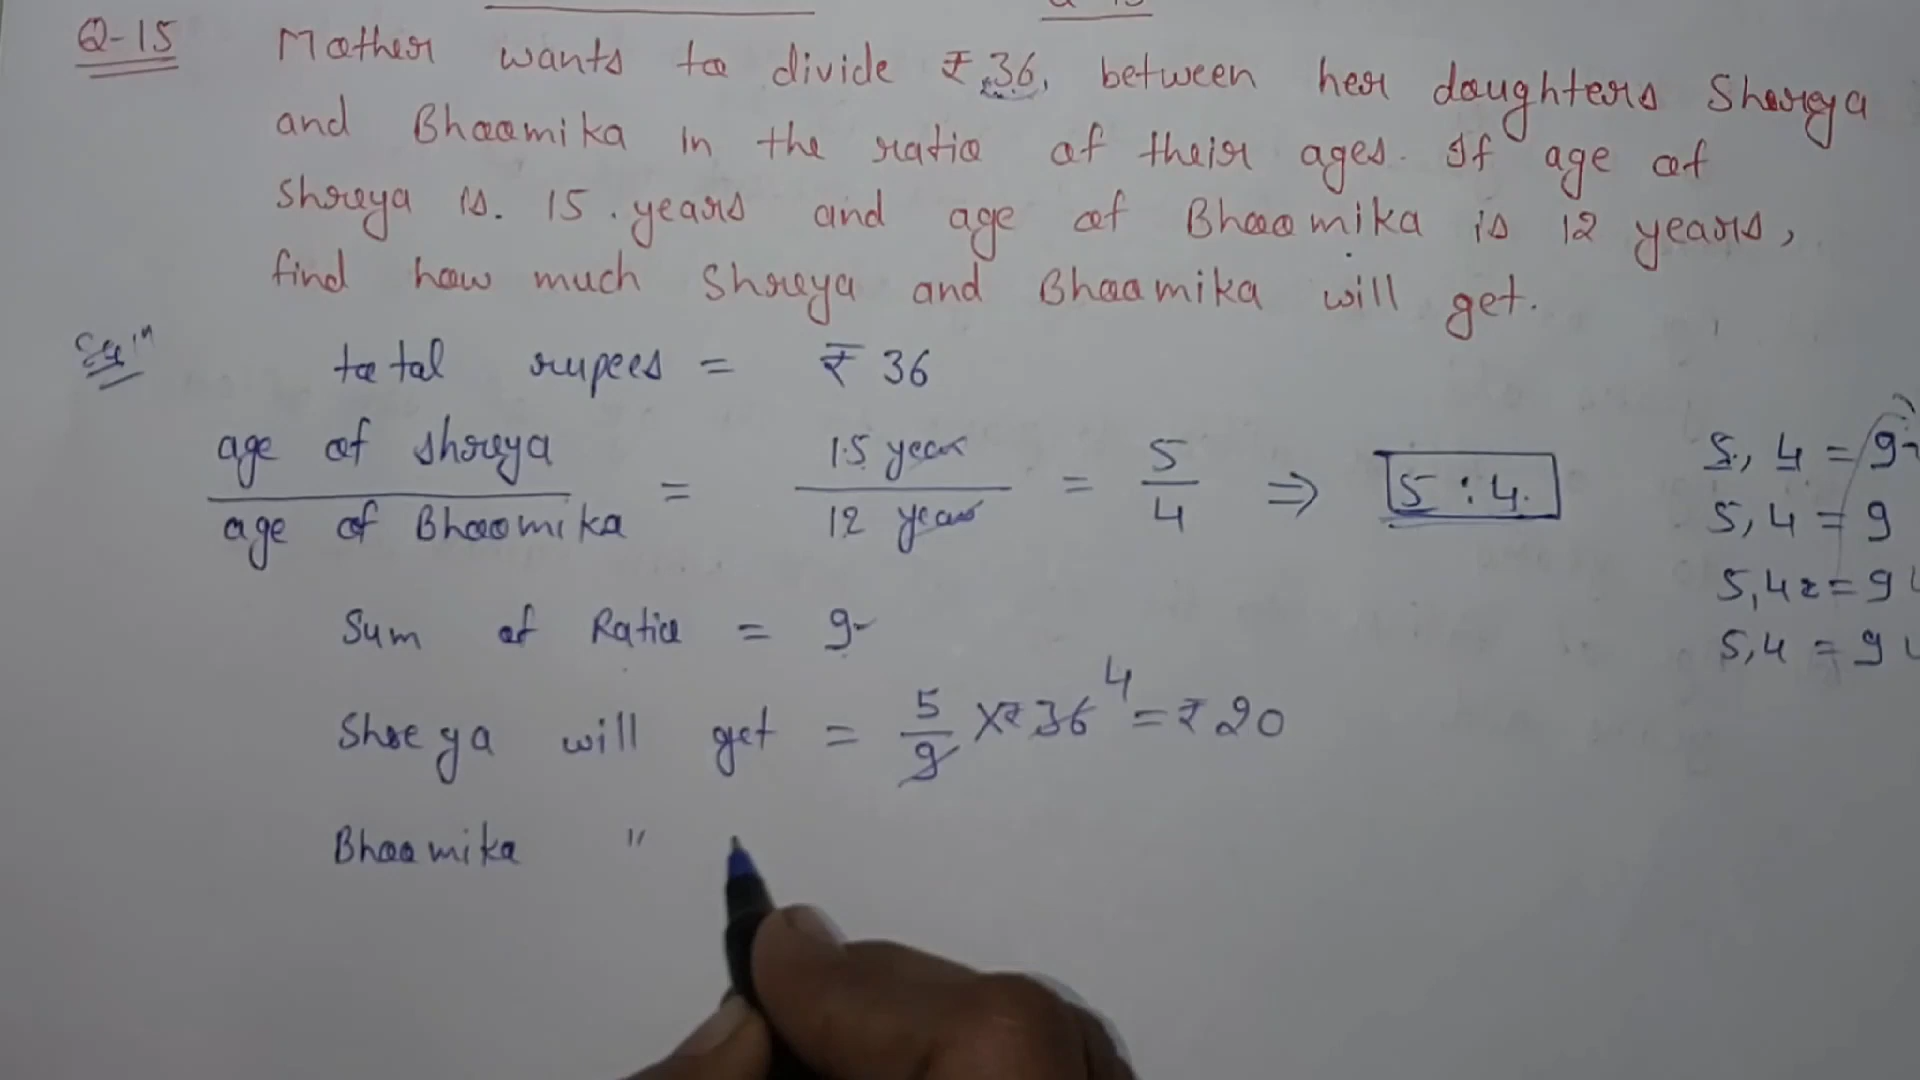 Q-15 Mother wants to divide ₹ 36, between her daughters Shreya
and Bhoomika in the ratio of their ages. If age of
Shreya is 15 years and age of Bhoomika is 12 years,
find how much Shreya and Bhoomika will get.
Solⁿ total rupees = ₹ 36
age of shreya / age of Bhoomika = 15 year / 12 year = 5/4 ⇒ 5 : 4
5, 4 = 9
5, 4 = 9
5, 4 = 9
5, 4 = 9
Sum of Ratio = 9
Shreya will get = 5/9 × ₹ 36 4 = ₹ 20
Bhoomika "